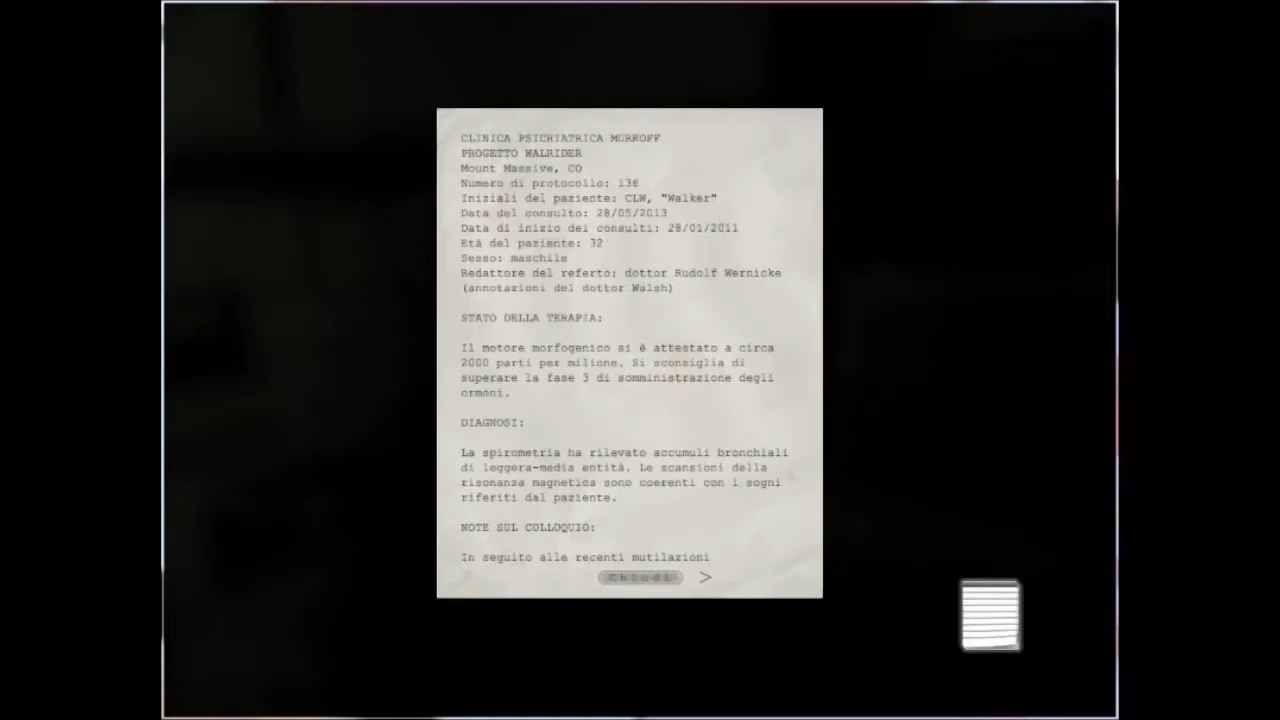 CLINICA PSICHIATRICA MURKOFF
PROGETTO WALRIDER
Mount Massive, CO
Numero di protocollo: 136
Iniziali del paziente: CLW, "Walker"
Data del consulto: 28/05/2013
Data di inizio dei consulti: 28/01/2011
Età del paziente: 32
Sesso: maschile
Redattore del referto: dottor Rudolf Wernicke
(annotazioni del dottor Walsh)
STATO DELLA TERAPIA:
Il motore morfogenico si è attestato a circa
2000 parti per milione. Si sconsiglia di
superare la fase 3 di somministrazione degli
ormoni.
DIAGNOSI:
La spirometria ha rilevato accumuli bronchiali
di leggera-media entità. Le scansioni della
risonanza magnetica sono coerenti con i sogni
riferiti dal paziente.
NOTE SUL COLLOQUIO:
In seguito alle recenti mutilazioni
Chiudi >